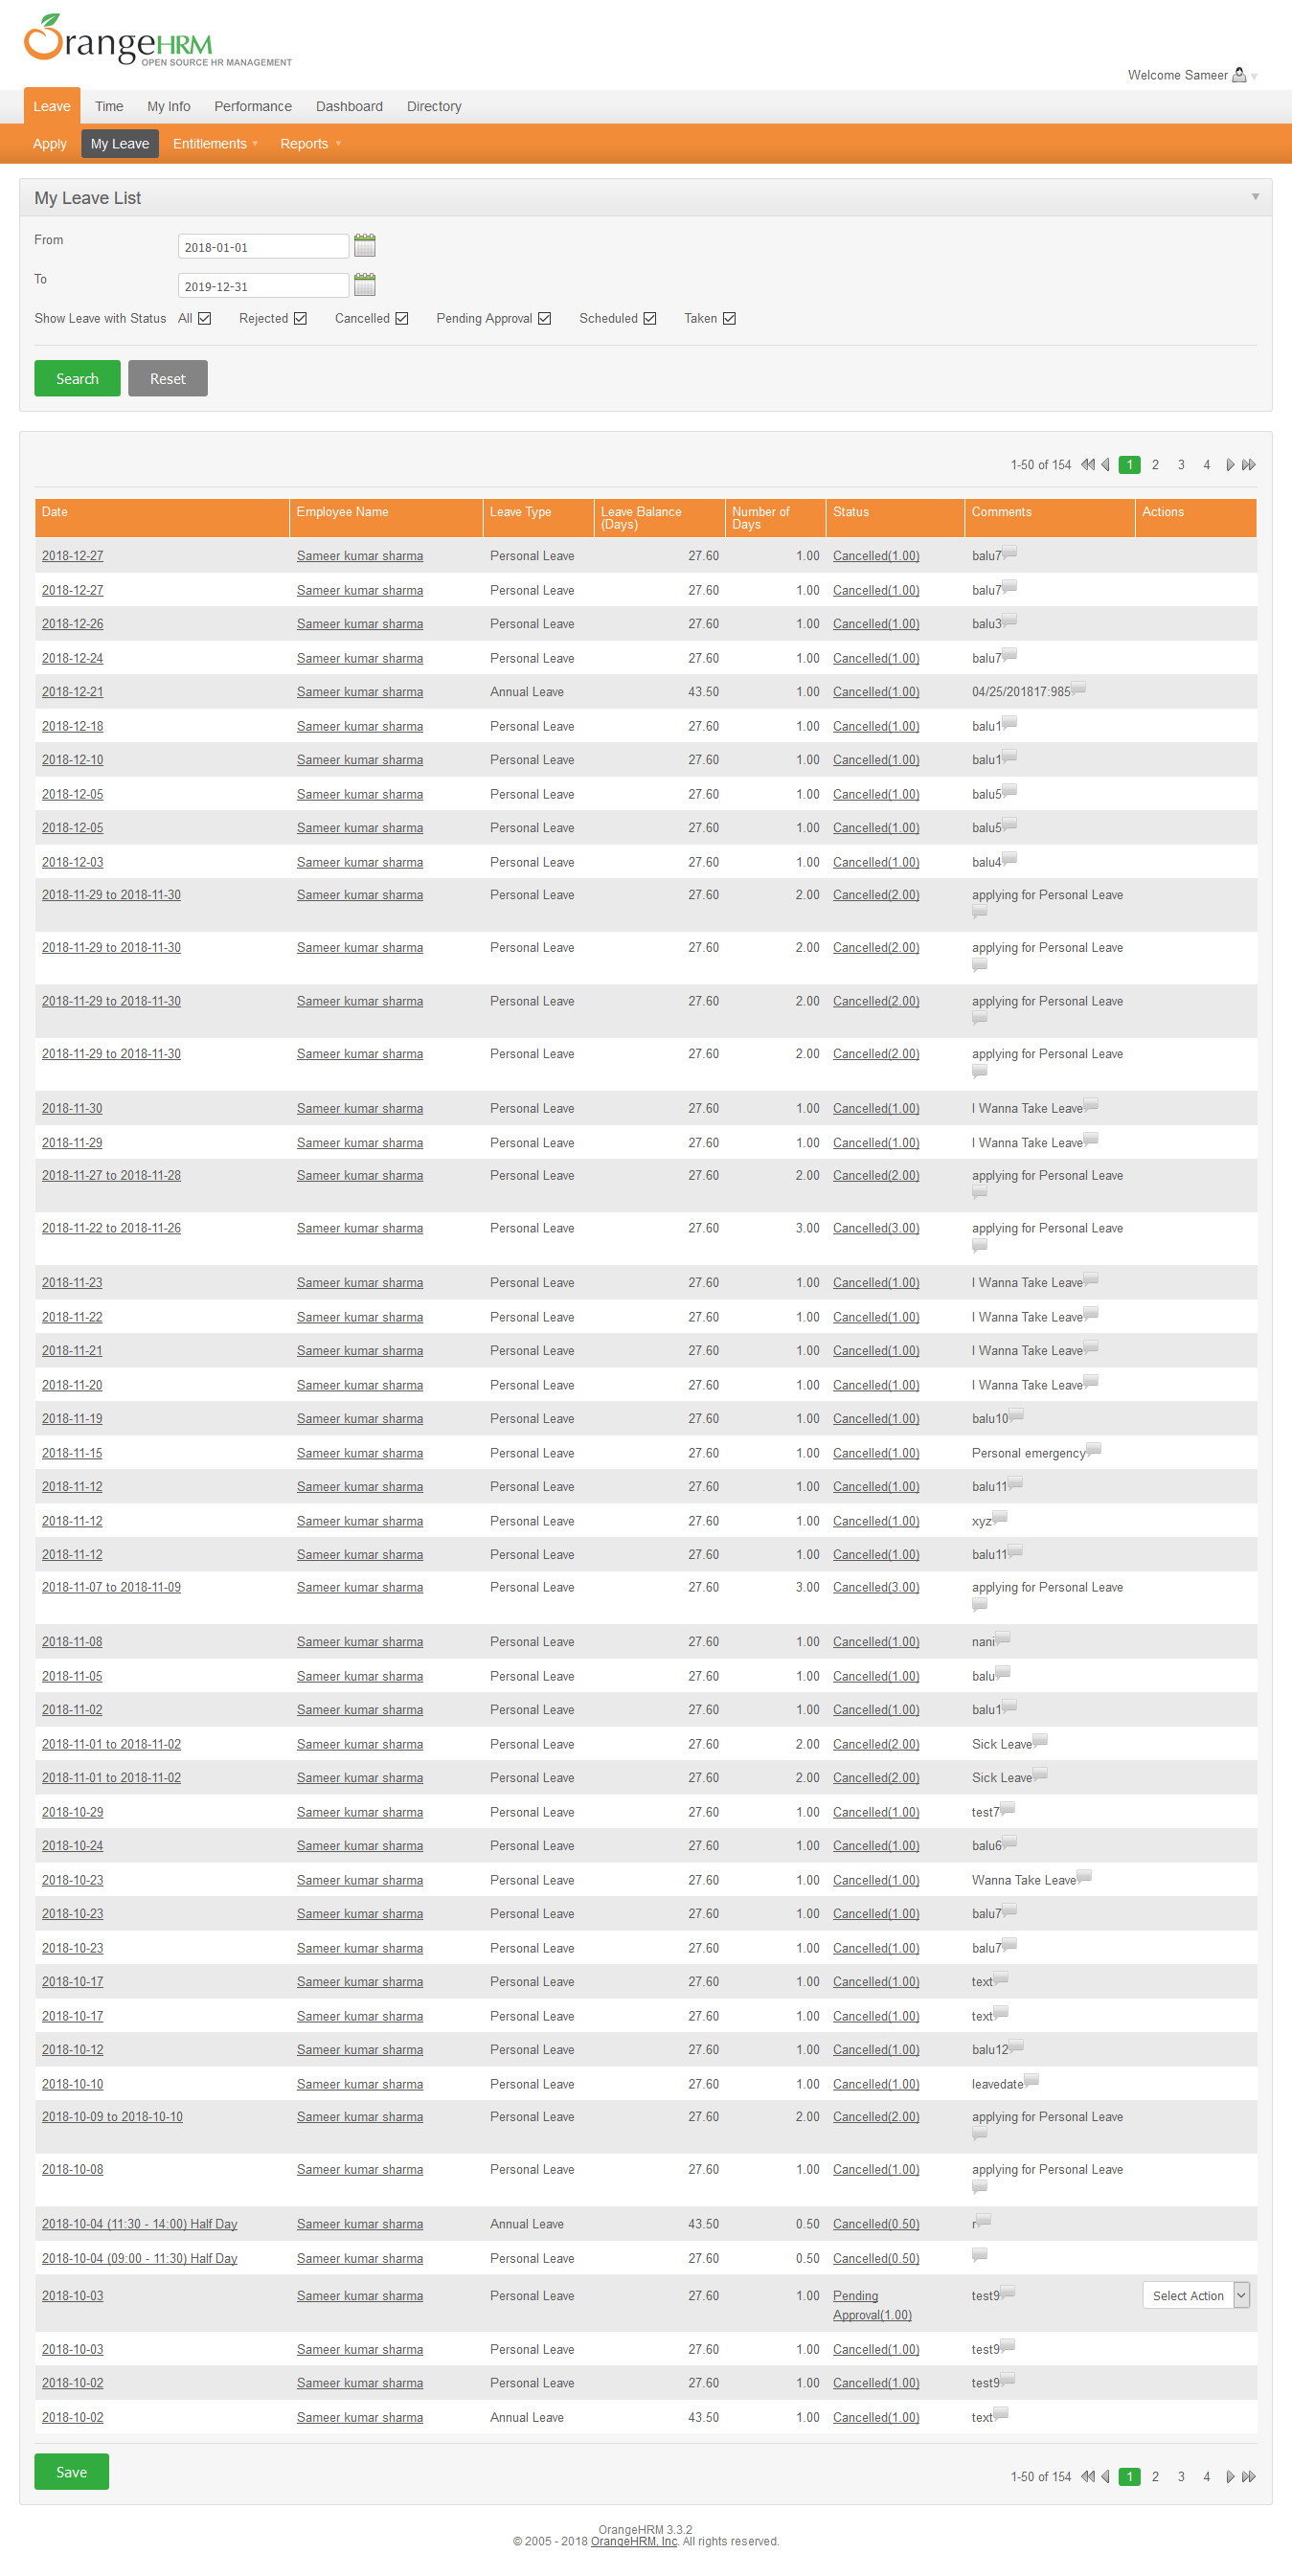 OrangeHRM
OPEN SOURCE HR MANAGEMENT
Welcome Sameer
Leave Time My Info Performance Dashboard Directory
Apply My Leave Entitlements Reports
My Leave List
From 2018-01-01
To 2019-12-31
Show Leave with Status All Rejected Cancelled Pending Approval Scheduled Taken
Search Reset
1-50 of 154 1 2 3 4
Date Employee Name Leave Type Leave Balance (Days) Number of Days Status Comments Actions
2018-12-27 Sameer kumar sharma Personal Leave 27.60 1.00 Cancelled(1.00) balu7
2018-12-27 Sameer kumar sharma Personal Leave 27.60 1.00 Cancelled(1.00) balu7
2018-12-26 Sameer kumar sharma Personal Leave 27.60 1.00 Cancelled(1.00) balu3
2018-12-24 Sameer kumar sharma Personal Leave 27.60 1.00 Cancelled(1.00) balu7
2018-12-21 Sameer kumar sharma Annual Leave 43.50 1.00 Cancelled(1.00) 04/25/201817:985
2018-12-18 Sameer kumar sharma Personal Leave 27.60 1.00 Cancelled(1.00) balu1
2018-12-10 Sameer kumar sharma Personal Leave 27.60 1.00 Cancelled(1.00) balu1
2018-12-05 Sameer kumar sharma Personal Leave 27.60 1.00 Cancelled(1.00) balu5
2018-12-05 Sameer kumar sharma Personal Leave 27.60 1.00 Cancelled(1.00) balu5
2018-12-03 Sameer kumar sharma Personal Leave 27.60 1.00 Cancelled(1.00) balu4
2018-11-29 to 2018-11-30 Sameer kumar sharma Personal Leave 27.60 2.00 Cancelled(2.00) applying for Personal Leave
2018-11-29 to 2018-11-30 Sameer kumar sharma Personal Leave 27.60 2.00 Cancelled(2.00) applying for Personal Leave
2018-11-29 to 2018-11-30 Sameer kumar sharma Personal Leave 27.60 2.00 Cancelled(2.00) applying for Personal Leave
2018-11-29 to 2018-11-30 Sameer kumar sharma Personal Leave 27.60 2.00 Cancelled(2.00) applying for Personal Leave
2018-11-30 Sameer kumar sharma Personal Leave 27.60 1.00 Cancelled(1.00) I Wanna Take Leave
2018-11-29 Sameer kumar sharma Personal Leave 27.60 1.00 Cancelled(1.00) I Wanna Take Leave
2018-11-27 to 2018-11-28 Sameer kumar sharma Personal Leave 27.60 2.00 Cancelled(2.00) applying for Personal Leave
2018-11-22 to 2018-11-26 Sameer kumar sharma Personal Leave 27.60 3.00 Cancelled(3.00) applying for Personal Leave
2018-11-23 Sameer kumar sharma Personal Leave 27.60 1.00 Cancelled(1.00) I Wanna Take Leave
2018-11-22 Sameer kumar sharma Personal Leave 27.60 1.00 Cancelled(1.00) I Wanna Take Leave
2018-11-21 Sameer kumar sharma Personal Leave 27.60 1.00 Cancelled(1.00) I Wanna Take Leave
2018-11-20 Sameer kumar sharma Personal Leave 27.60 1.00 Cancelled(1.00) I Wanna Take Leave
2018-11-19 Sameer kumar sharma Personal Leave 27.60 1.00 Cancelled(1.00) balu10
2018-11-15 Sameer kumar sharma Personal Leave 27.60 1.00 Cancelled(1.00) Personal emergency
2018-11-12 Sameer kumar sharma Personal Leave 27.60 1.00 Cancelled(1.00) balu11
2018-11-12 Sameer kumar sharma Personal Leave 27.60 1.00 Cancelled(1.00) xyz
2018-11-12 Sameer kumar sharma Personal Leave 27.60 1.00 Cancelled(1.00) balu11
2018-11-07 to 2018-11-09 Sameer kumar sharma Personal Leave 27.60 3.00 Cancelled(3.00) applying for Personal Leave
2018-11-08 Sameer kumar sharma Personal Leave 27.60 1.00 Cancelled(1.00) nani
2018-11-05 Sameer kumar sharma Personal Leave 27.60 1.00 Cancelled(1.00) balu
2018-11-02 Sameer kumar sharma Personal Leave 27.60 1.00 Cancelled(1.00) balu1
2018-11-01 to 2018-11-02 Sameer kumar sharma Personal Leave 27.60 2.00 Cancelled(2.00) Sick Leave
2018-11-01 to 2018-11-02 Sameer kumar sharma Personal Leave 27.60 2.00 Cancelled(2.00) Sick Leave
2018-10-29 Sameer kumar sharma Personal Leave 27.60 1.00 Cancelled(1.00) test7
2018-10-24 Sameer kumar sharma Personal Leave 27.60 1.00 Cancelled(1.00) balu6
2018-10-23 Sameer kumar sharma Personal Leave 27.60 1.00 Cancelled(1.00) Wanna Take Leave
2018-10-23 Sameer kumar sharma Personal Leave 27.60 1.00 Cancelled(1.00) balu7
2018-10-23 Sameer kumar sharma Personal Leave 27.60 1.00 Cancelled(1.00) balu7
2018-10-17 Sameer kumar sharma Personal Leave 27.60 1.00 Cancelled(1.00) text
2018-10-17 Sameer kumar sharma Personal Leave 27.60 1.00 Cancelled(1.00) text
2018-10-12 Sameer kumar sharma Personal Leave 27.60 1.00 Cancelled(1.00) balu12
2018-10-10 Sameer kumar sharma Personal Leave 27.60 1.00 Cancelled(1.00) leavedate
2018-10-09 to 2018-10-10 Sameer kumar sharma Personal Leave 27.60 2.00 Cancelled(2.00) applying for Personal Leave
2018-10-08 Sameer kumar sharma Personal Leave 27.60 1.00 Cancelled(1.00) applying for Personal Leave
2018-10-04 (11:30 - 14:00) Half Day Sameer kumar sharma Annual Leave 43.50 0.50 Cancelled(0.50) r
2018-10-04 (09:00 - 11:30) Half Day Sameer kumar sharma Personal Leave 27.60 0.50 Cancelled(0.50)
2018-10-03 Sameer kumar sharma Personal Leave 27.60 1.00 Pending Approval(1.00) test9 Select Action
2018-10-03 Sameer kumar sharma Personal Leave 27.60 1.00 Cancelled(1.00) test9
2018-10-02 Sameer kumar sharma Personal Leave 27.60 1.00 Cancelled(1.00) test9
2018-10-02 Sameer kumar sharma Annual Leave 43.50 1.00 Cancelled(1.00) text
Save
1-50 of 154 1 2 3 4
OrangeHRM 3.3.2
© 2005 - 2018 OrangeHRM, Inc. All rights reserved.